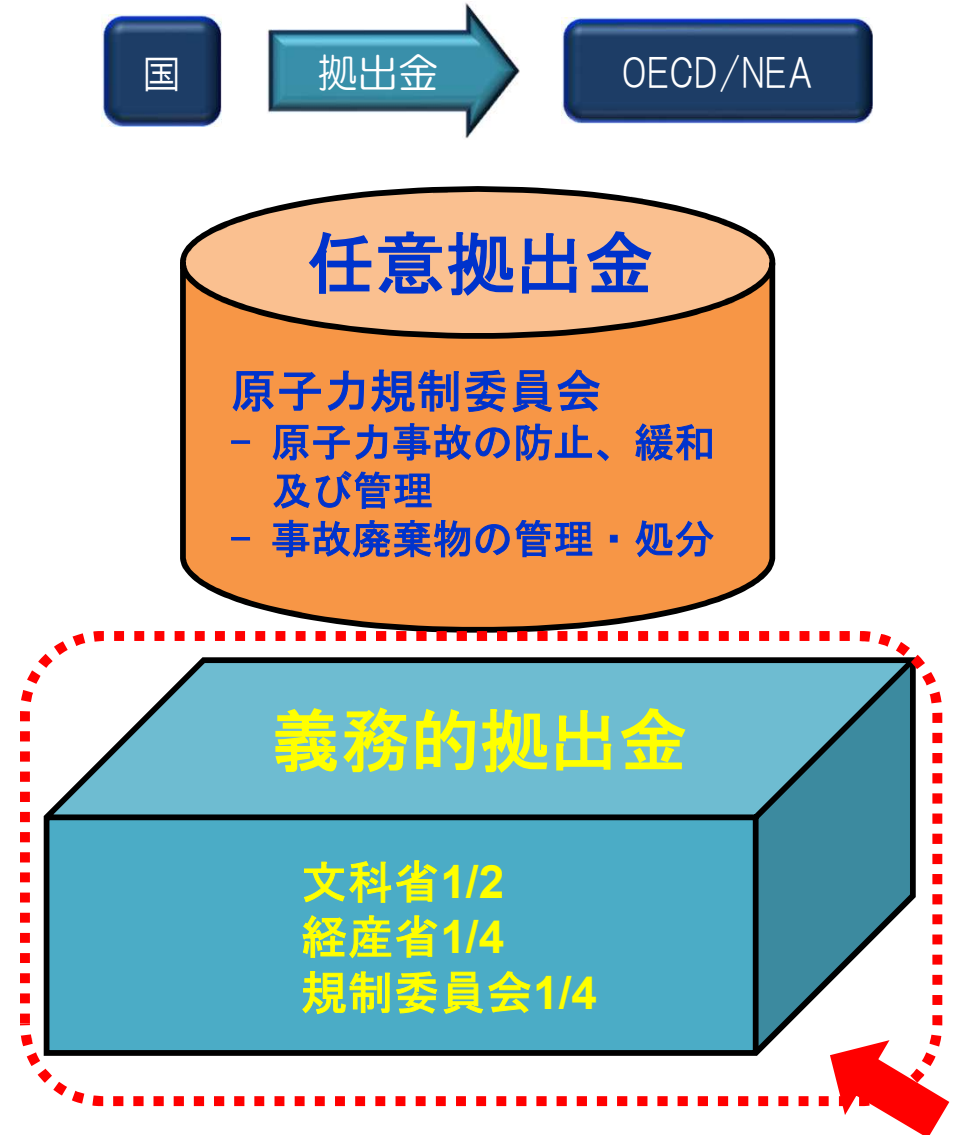 国
拠出金
OECD/NEA
任意拠出金
原子力規制委員会
− 原子力事故の防止、緩和
及び管理
− 事故廃棄物の管理・処分
義務的拠出金
文科省1/2
経産省1/4
規制委員会1/4